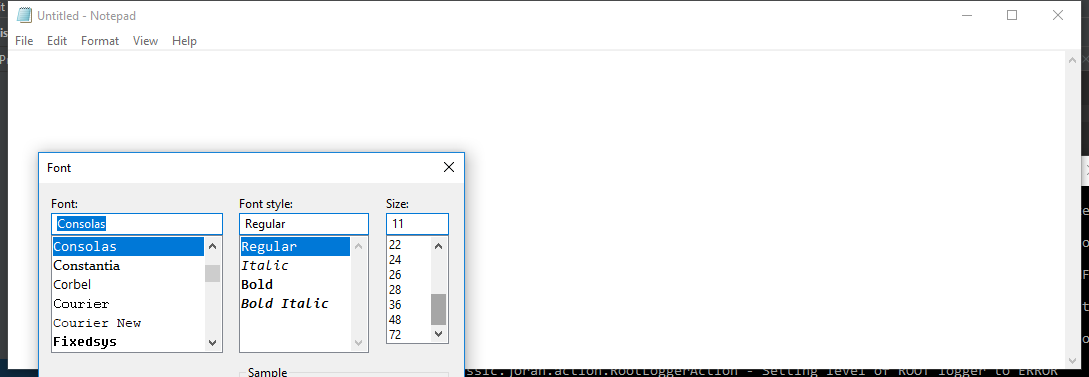 Untitled - Notepad
File Edit Format View Help
Font
Font: Font style: Size:
Consolas Regular 11
Consolas Regular 22
Constantia Italic 24
Corbel Bold 26
Courier Bold Italic 28
Courier New 36
Fixedsys 48
72
Sample
ssic.joran.action.RootLoggerAction - Setting level of ROOT logger to ERROR